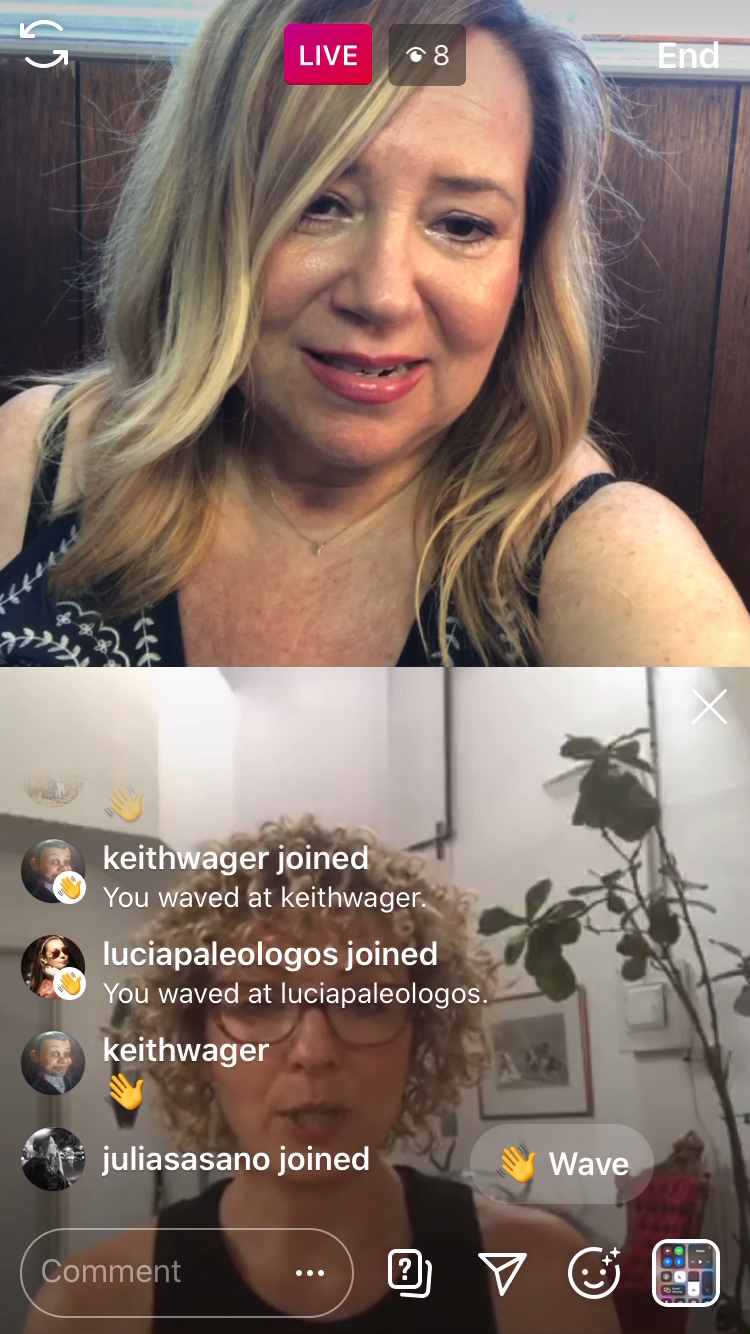 LIVE
8
End
👋
keithwager joined
You waved at keithwager.
luciapaleologos joined
You waved at luciapaleologos.
keithwager
👋
juliasasano joined
👋 Wave
Comment